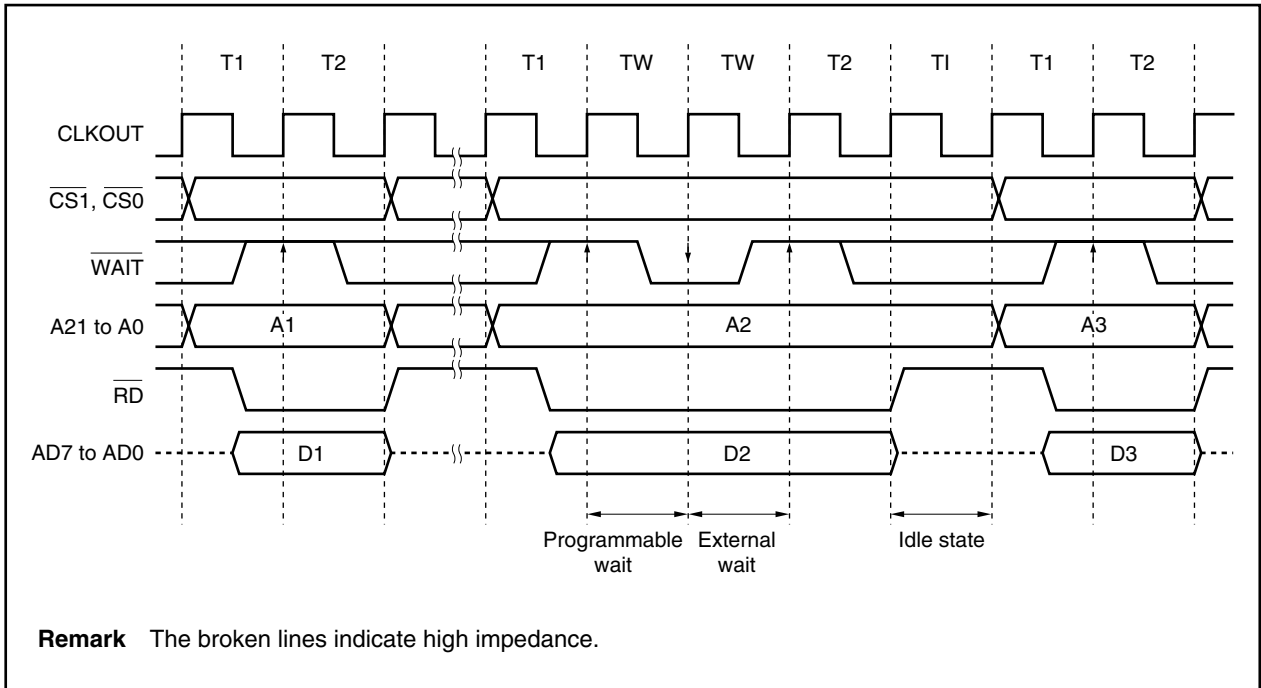 T1 T2 T1 TW TW T2 TI T1 T2
CLKOUT
CS1, CS0
WAIT
A21 to A0 A1 A2 A3
RD
AD7 to AD0 D1 D2 D3
Programmable wait
External wait
Idle state
Remark The broken lines indicate high impedance.